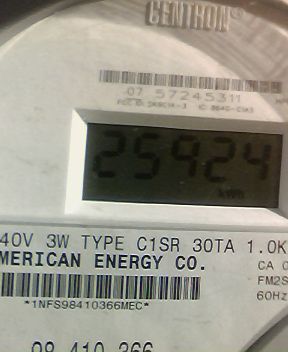 CENTRON®
07 57245311
25924
kWh
40V 3W TYPE C1SR 30TA 1.0K
MERICAN ENERGY CO.
CA 0
FM2S
60Hz
*1NFS98410366MEC*
98 410 366